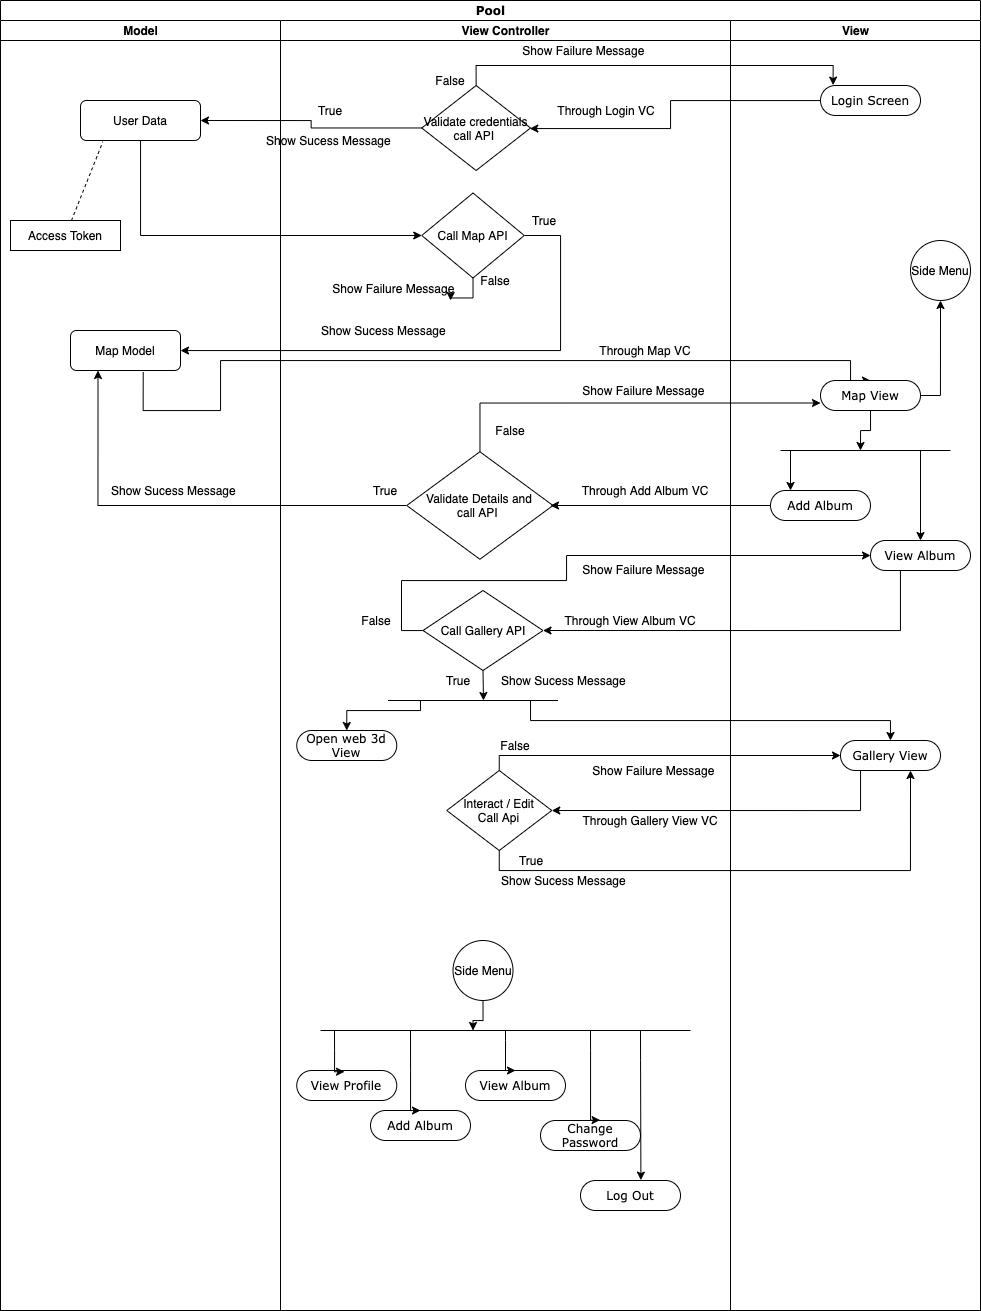 Pool
Model
View Controller
View
Show Failure Message
False
Login Screen
True
Through Login VC
User Data
Validate credentials
call API
Show Sucess Message
Access Token
Call Map API
True
Side Menu
False
Show Failure Message
Show Sucess Message
Map Model
Through Map VC
Show Failure Message
Map View
False
Show Sucess Message
True
Validate Details and
call API
Through Add Album VC
Add Album
View Album
Show Failure Message
False
Call Gallery API
Through View Album VC
True
Show Sucess Message
Open web 3d
View
False
Gallery View
Show Failure Message
Interact / Edit
Call Api
Through Gallery View VC
True
Show Sucess Message
Side Menu
View Profile
View Album
Add Album
Change
Password
Log Out